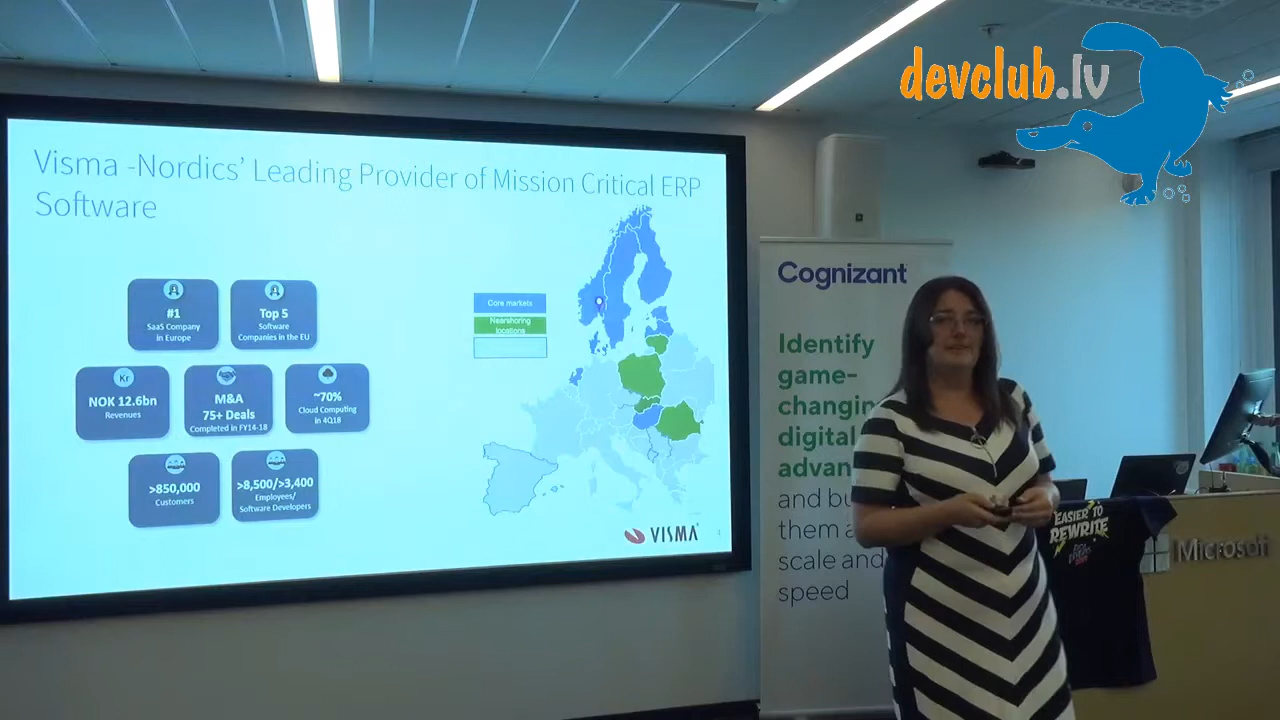 devclub.lv
Visma -Nordics' Leading Provider of Mission Critical ERP
Software
#1
SaaS Company
in Europe
Top 5
Software
Companies in the EU
Kr
NOK 12.6bn
Revenues
M&A
75+ Deals
Completed in FY14-18
~70%
Cloud Computing
in 4Q18
>850,000
Customers
>8,500/>3,400
Employees/
Software Developers
Core markets
Nearshoring
locations
VISMA
Cognizant
Identify
game-
changing
digital
advan
and bu
them a
scale and
speed
EASIER TO
REWRITE
Microsoft